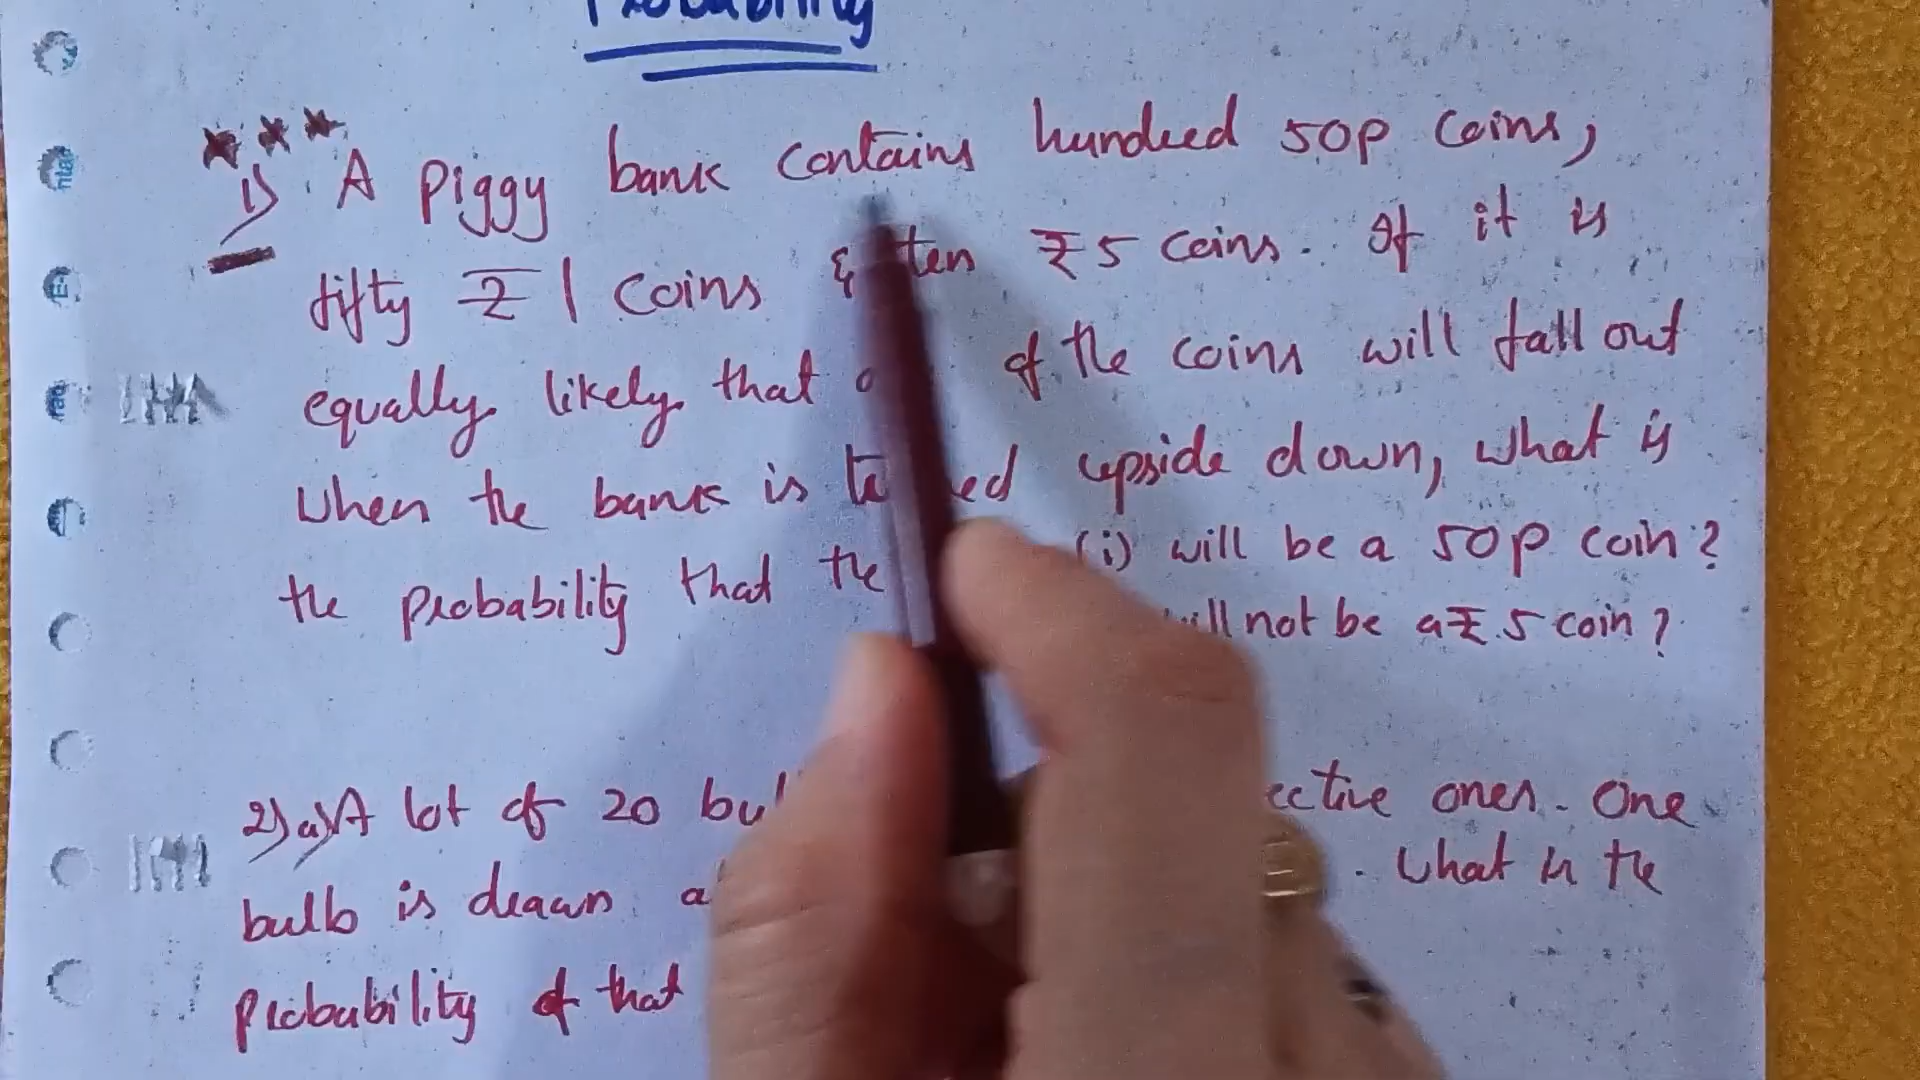 Probability
1) A Piggy bank contains hundred 50p coins,
fifty ₹ 1 coins & ten ₹5 coins. If it is
equally likely that of the coins will fall out
when the bank is upside down, what is
the probability that the (i) will be a 50p coin?
will not be a ₹.5 coin?
2) a) A lot of 20 ones. One
bulb is drawn. What is the
probability of that